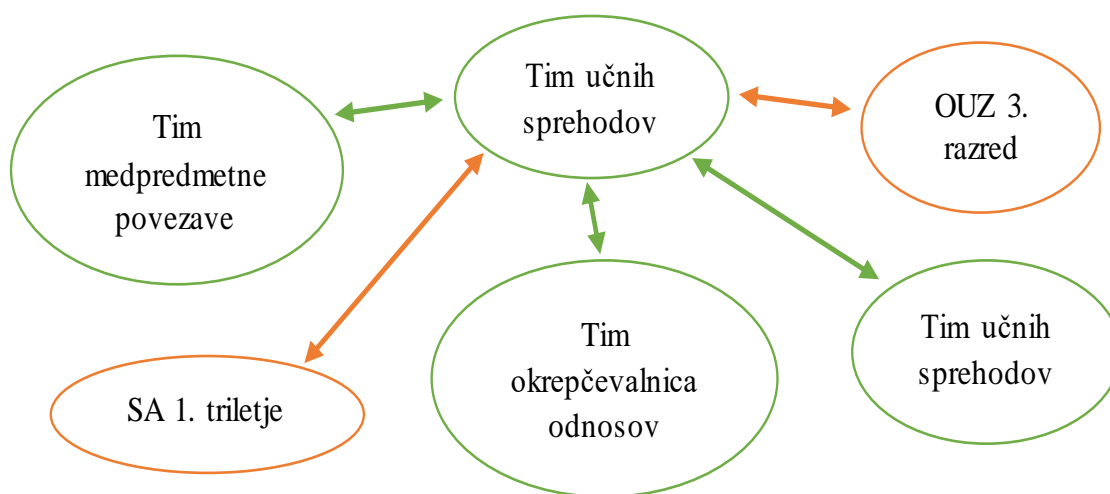 Tim
medpredmetne
povezave
Tim učnih
sprehodov
OUZ 3.
razred
SA 1. triletje
Tim
okrepčevalnica
odnosov
Tim učnih
sprehodov